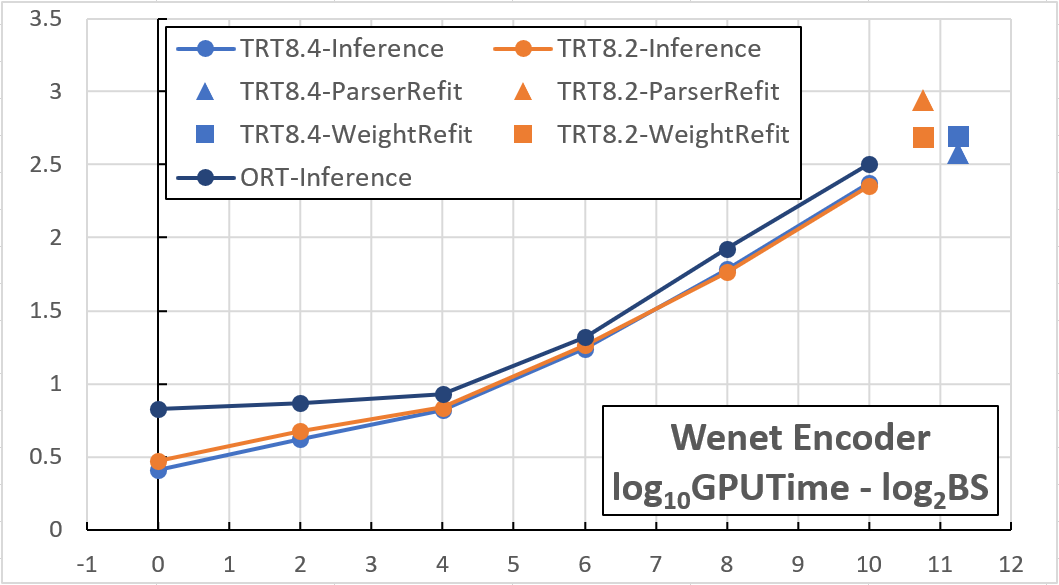 3.5
3
2.5
2
1.5
1
0.5
0
TRT8.4-Inference TRT8.2-Inference
TRT8.4-ParserRefit TRT8.2-ParserRefit
TRT8.4-WeightRefit TRT8.2-WeightRefit
ORT-Inference
Wenet Encoder
log₁₀GPUTime - log₂BS
-1 0 1 2 3 4 5 6 7 8 9 10 11 12